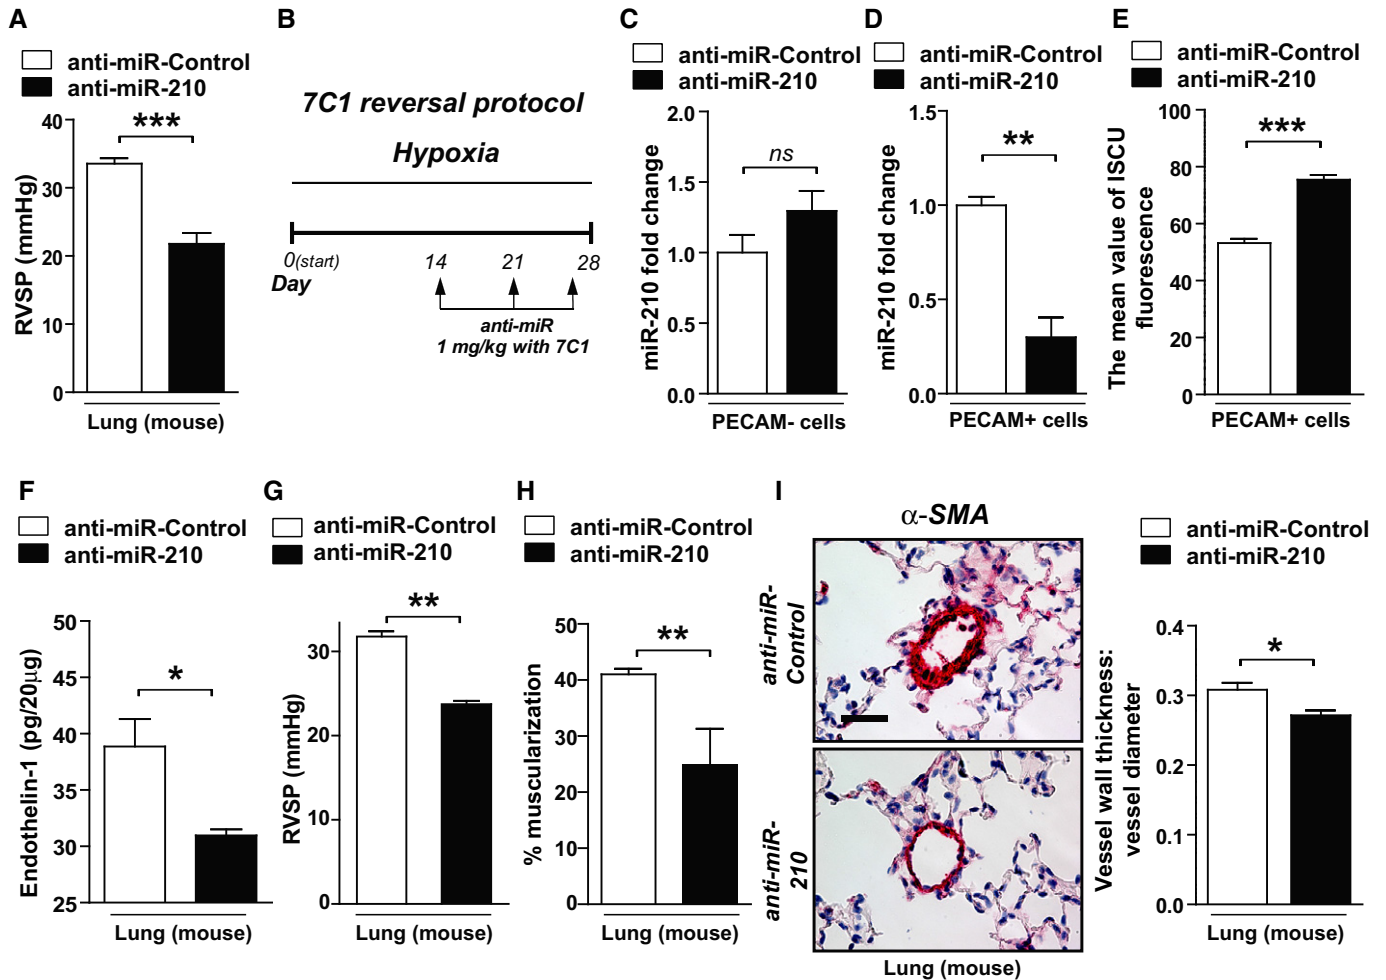 A
anti-miR-Control
anti-miR-210
***
40
30
20
10
0
RVSP (mmHg)
Lung (mouse)
B
7C1 reversal protocol
Hypoxia
0(start)
14
21
28
Day
anti-miR
1 mg/kg with 7C1
C
anti-miR-Control
anti-miR-210
ns
2.0
1.5
1.0
0.5
0.0
miR-210 fold change
PECAM- cells
D
anti-miR-Control
anti-miR-210
**
1.5
1.0
0.5
0.0
miR-210 fold change
PECAM+ cells
E
anti-miR-Control
anti-miR-210
***
100
80
60
40
20
0
The mean value of ISCU
fluorescence
PECAM+ cells
F
anti-miR-Control
anti-miR-210
*
50
45
40
35
30
25
Endothelin-1 (pg/20μg)
Lung (mouse)
G
anti-miR-Control
anti-miR-210
**
30
20
10
0
RVSP (mmHg)
Lung (mouse)
H
anti-miR-Control
anti-miR-210
**
50
40
30
20
10
0
% muscularization
Lung (mouse)
I
α-SMA
anti-miR-
Control
anti-miR-
210
Lung (mouse)
anti-miR-Control
anti-miR-210
*
0.4
0.3
0.2
0.1
0.0
Vessel wall thickness:
vessel diameter
Lung (mouse)